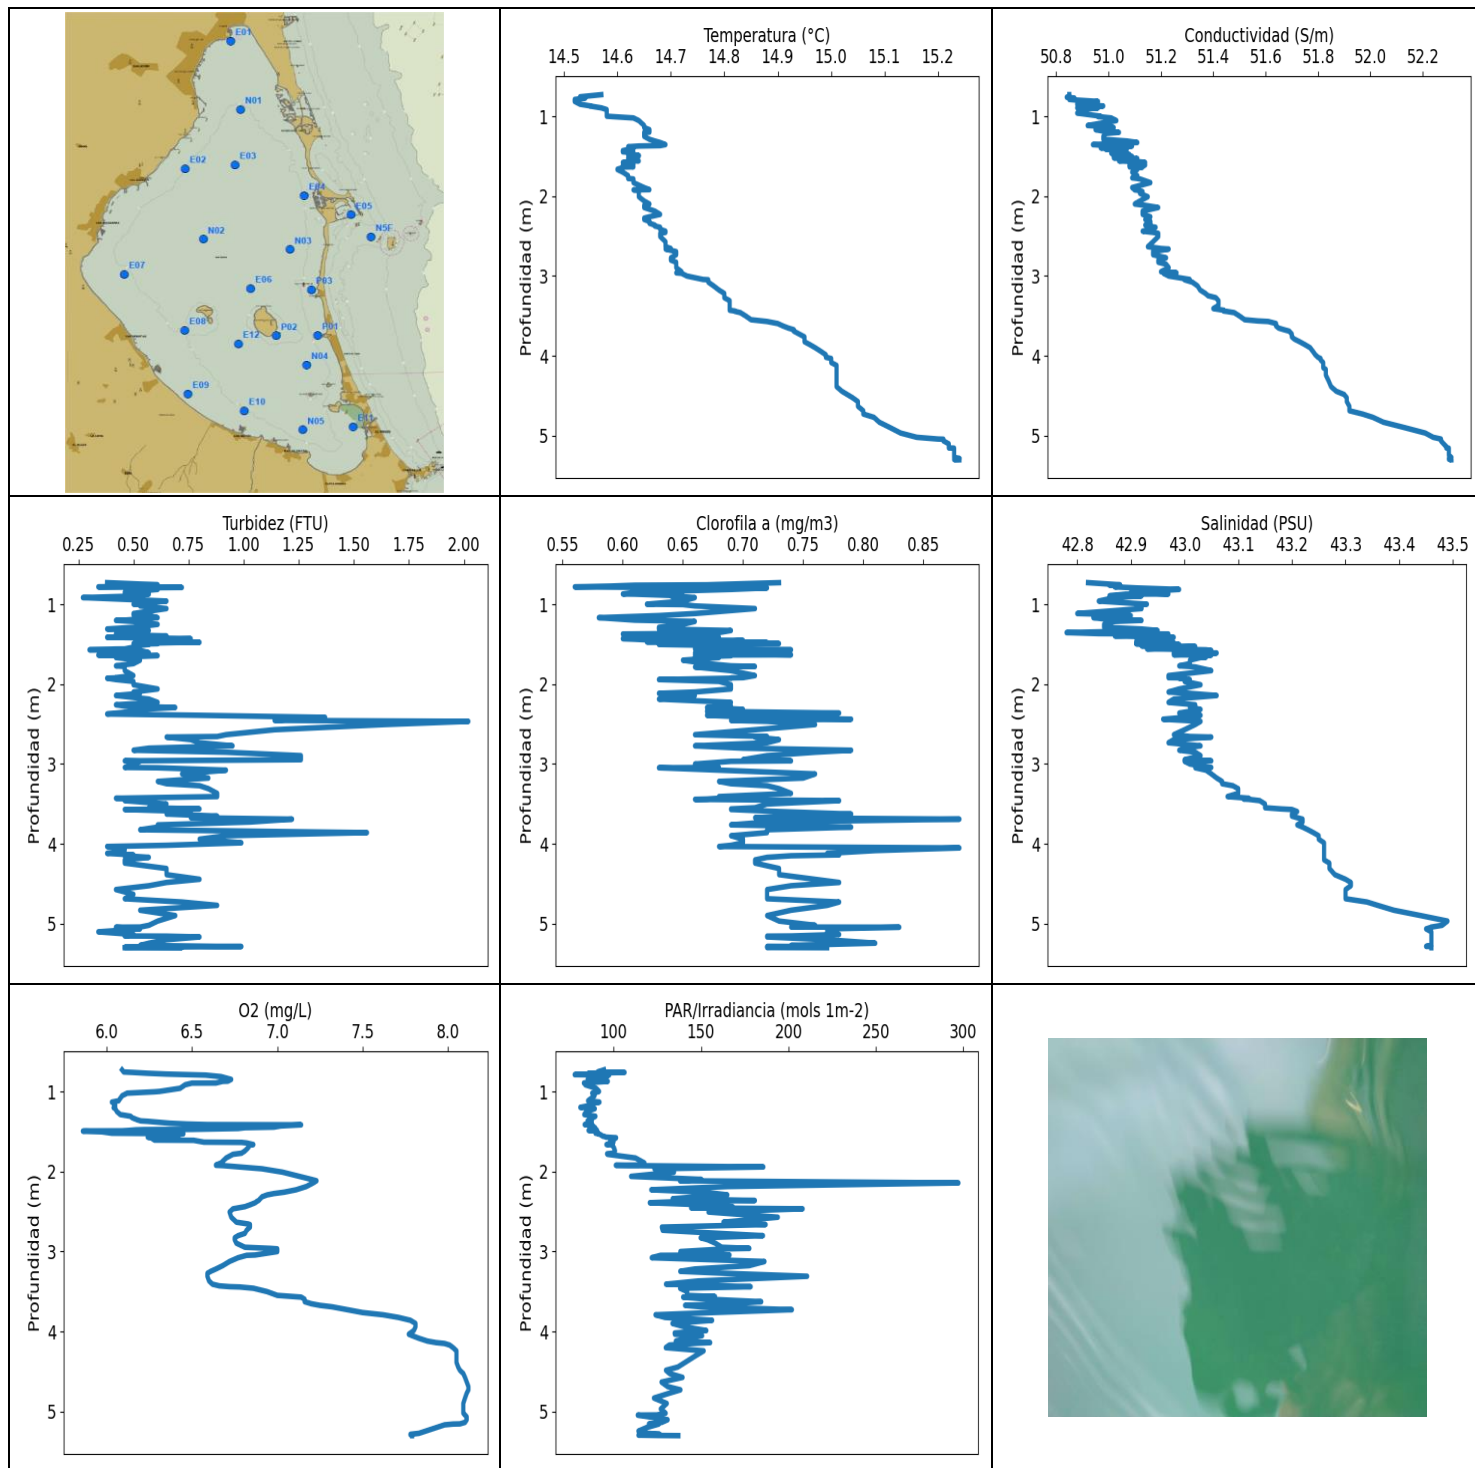 E01
N01
E02
E03
E04
E05
N5F
N02
N03
E07
E06
P03
E08
E12
P02
P01
N04
E09
E10
N05
E11
Temperatura (°C)
14.5 14.6 14.7 14.8 14.9 15.0 15.1 15.2
Profundidad (m)
1
2
3
4
5
Conductividad (S/m)
50.8 51.0 51.2 51.4 51.6 51.8 52.0 52.2
Profundidad (m)
1
2
3
4
5
Turbidez (FTU)
0.25 0.50 0.75 1.00 1.25 1.50 1.75 2.00
Profundidad (m)
1
2
3
4
5
Clorofila a (mg/m3)
0.55 0.60 0.65 0.70 0.75 0.80 0.85
Profundidad (m)
1
2
3
4
5
Salinidad (PSU)
42.8 42.9 43.0 43.1 43.2 43.3 43.4 43.5
Profundidad (m)
1
2
3
4
5
O2 (mg/L)
6.0 6.5 7.0 7.5 8.0
Profundidad (m)
1
2
3
4
5
PAR/Irradiancia (mols 1m-2)
100 150 200 250 300
Profundidad (m)
1
2
3
4
5